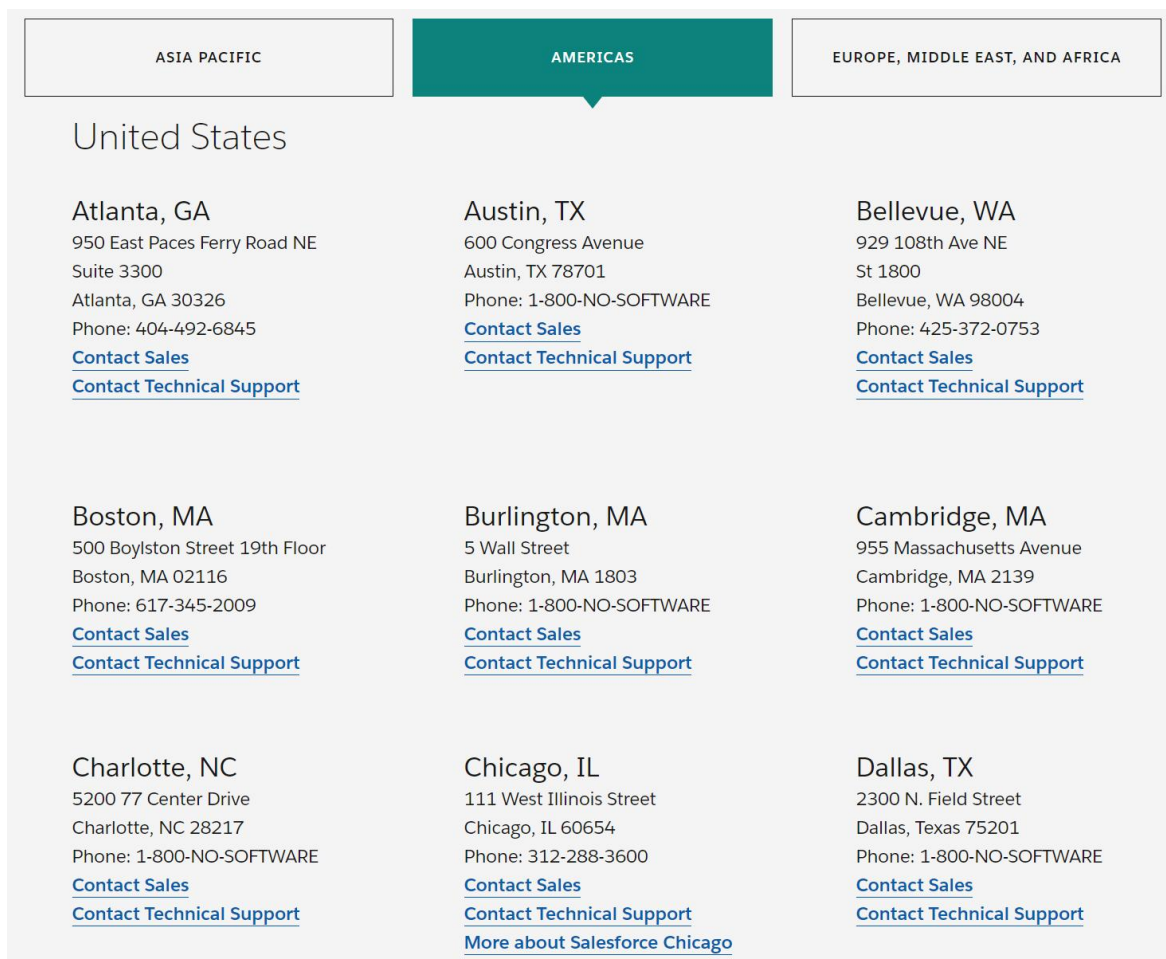 ASIA PACIFIC
AMERICAS
EUROPE, MIDDLE EAST, AND AFRICA
United States
Atlanta, GA
950 East Paces Ferry Road NE
Suite 3300
Atlanta, GA 30326
Phone: 404-492-6845
Contact Sales
Contact Technical Support
Austin, TX
600 Congress Avenue
Austin, TX 78701
Phone: 1-800-NO-SOFTWARE
Contact Sales
Contact Technical Support
Bellevue, WA
929 108th Ave NE
St 1800
Bellevue, WA 98004
Phone: 425-372-0753
Contact Sales
Contact Technical Support
Boston, MA
500 Boylston Street 19th Floor
Boston, MA 02116
Phone: 617-345-2009
Contact Sales
Contact Technical Support
Burlington, MA
5 Wall Street
Burlington, MA 1803
Phone: 1-800-NO-SOFTWARE
Contact Sales
Contact Technical Support
Cambridge, MA
955 Massachusetts Avenue
Cambridge, MA 2139
Phone: 1-800-NO-SOFTWARE
Contact Sales
Contact Technical Support
Charlotte, NC
5200 77 Center Drive
Charlotte, NC 28217
Phone: 1-800-NO-SOFTWARE
Contact Sales
Contact Technical Support
Chicago, IL
111 West Illinois Street
Chicago, IL 60654
Phone: 312-288-3600
Contact Sales
Contact Technical Support
More about Salesforce Chicago
Dallas, TX
2300 N. Field Street
Dallas, Texas 75201
Phone: 1-800-NO-SOFTWARE
Contact Sales
Contact Technical Support